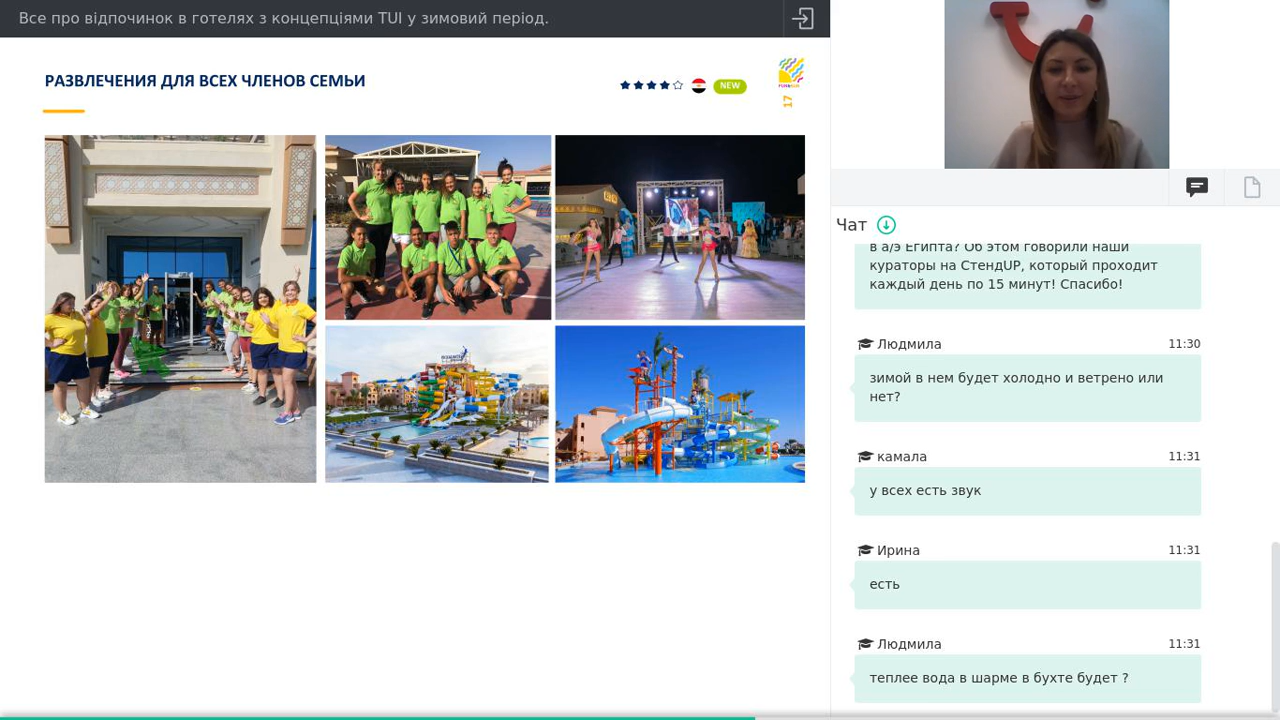 Все про відпочинок в готелях з концепціями TUI у зимовий період.
РАЗВЛЕЧЕНИЯ ДЛЯ ВСЕХ ЧЛЕНОВ СЕМЬИ
NEW
17
Чат
в а/э Египта? Об этом говорили наши
кураторы на СтендUP, который проходит
каждый день по 15 минут! Спасибо!
Людмила 11:30
зимой в нем будет холодно и ветрено или
нет?
камала 11:31
у всех есть звук
Ирина 11:31
есть
Людмила 11:31
теплее вода в шарме в бухте будет ?